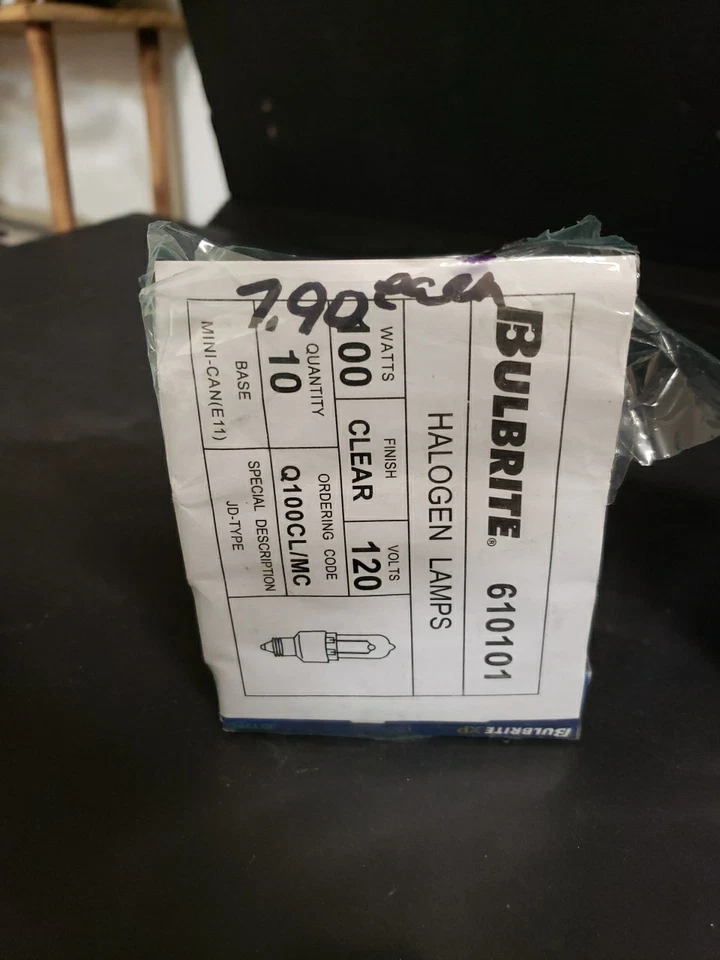 7.90 each
BULBRITE® 610101
HALOGEN LAMPS
WATTS FINISH VOLTS
100 CLEAR 120
QUANTITY ORDERING CODE
10 Q100CL/MC
BASE SPECIAL DESCRIPTION
MINI-CAN(E11) JD-TYPE
BULBRITE XP